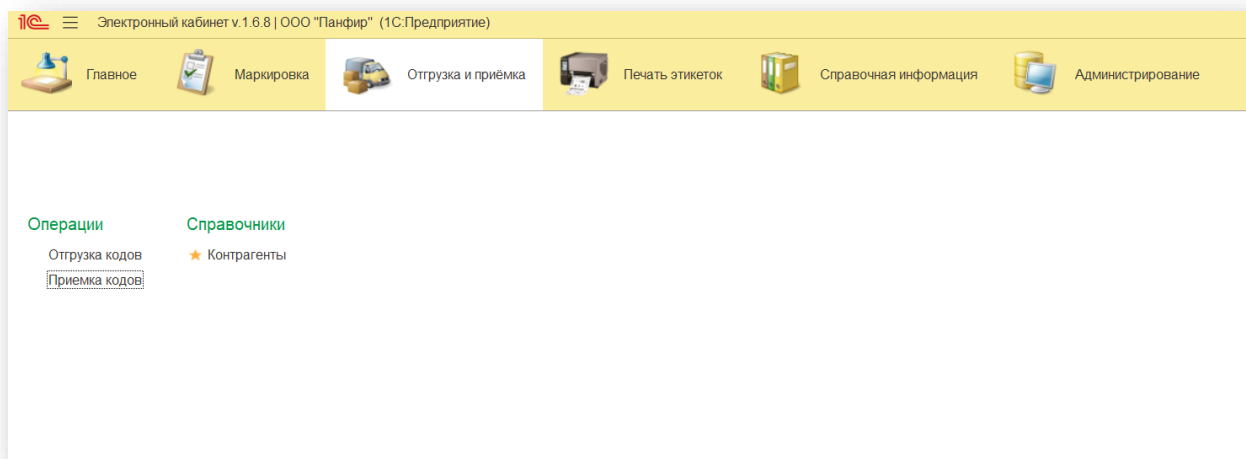 1С Электронный кабинет v.1.6.8 | ООО "Панфир" (1С:Предприятие)
Главное Маркировка Отгрузка и приёмка Печать этикеток Справочная информация Администрирование
Операции Справочники
Отгрузка кодов Контрагенты
Приемка кодов